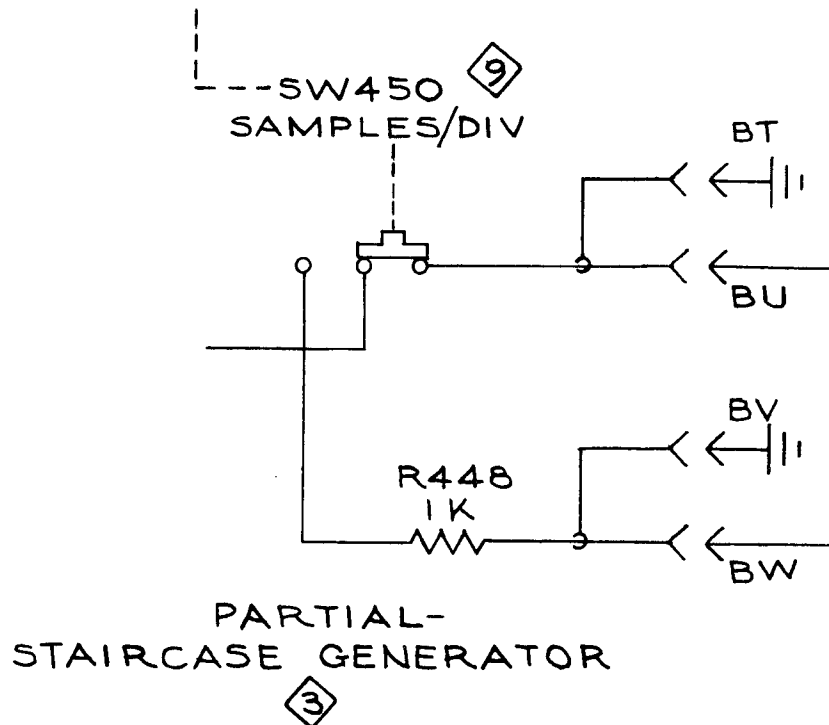 9
SW450
SAMPLES/DIV
BT
BU
BV
R448
1K
BW
PARTIAL-
STAIRCASE GENERATOR
3